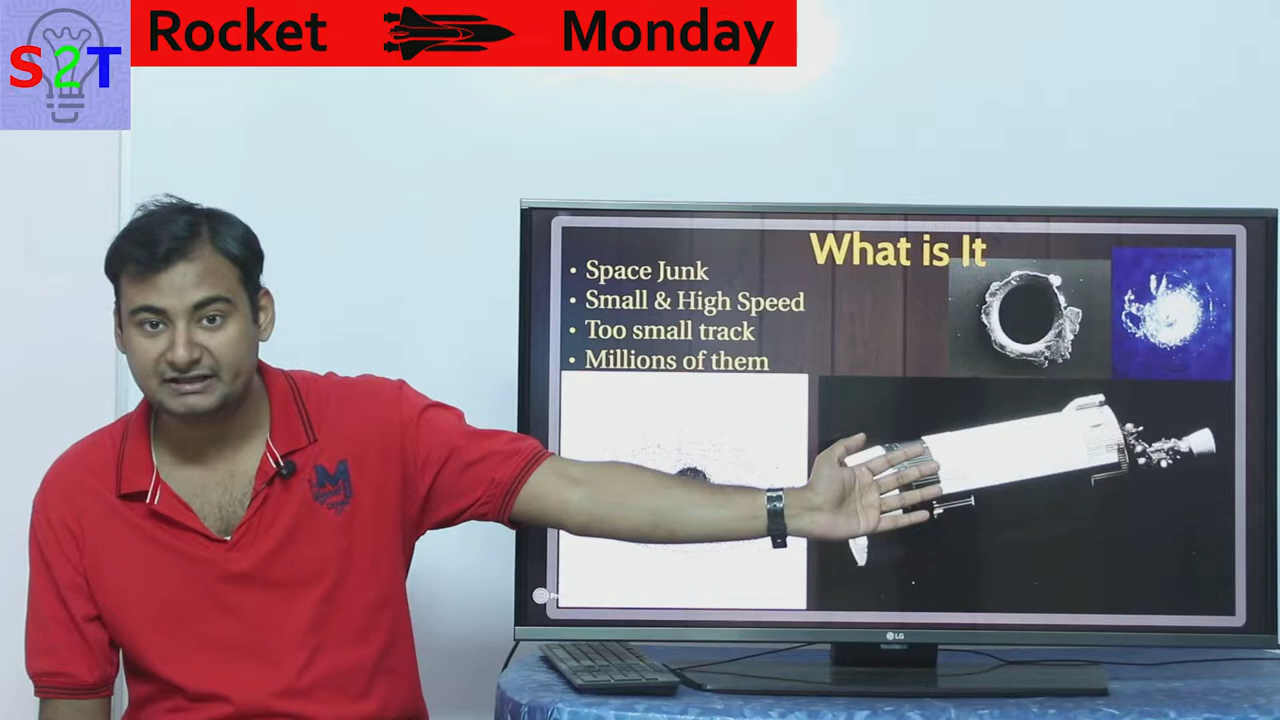 Rocket Monday
S2T
What is It
• Space Junk
• Small & High Speed
• Too small track
• Millions of them
M
LG